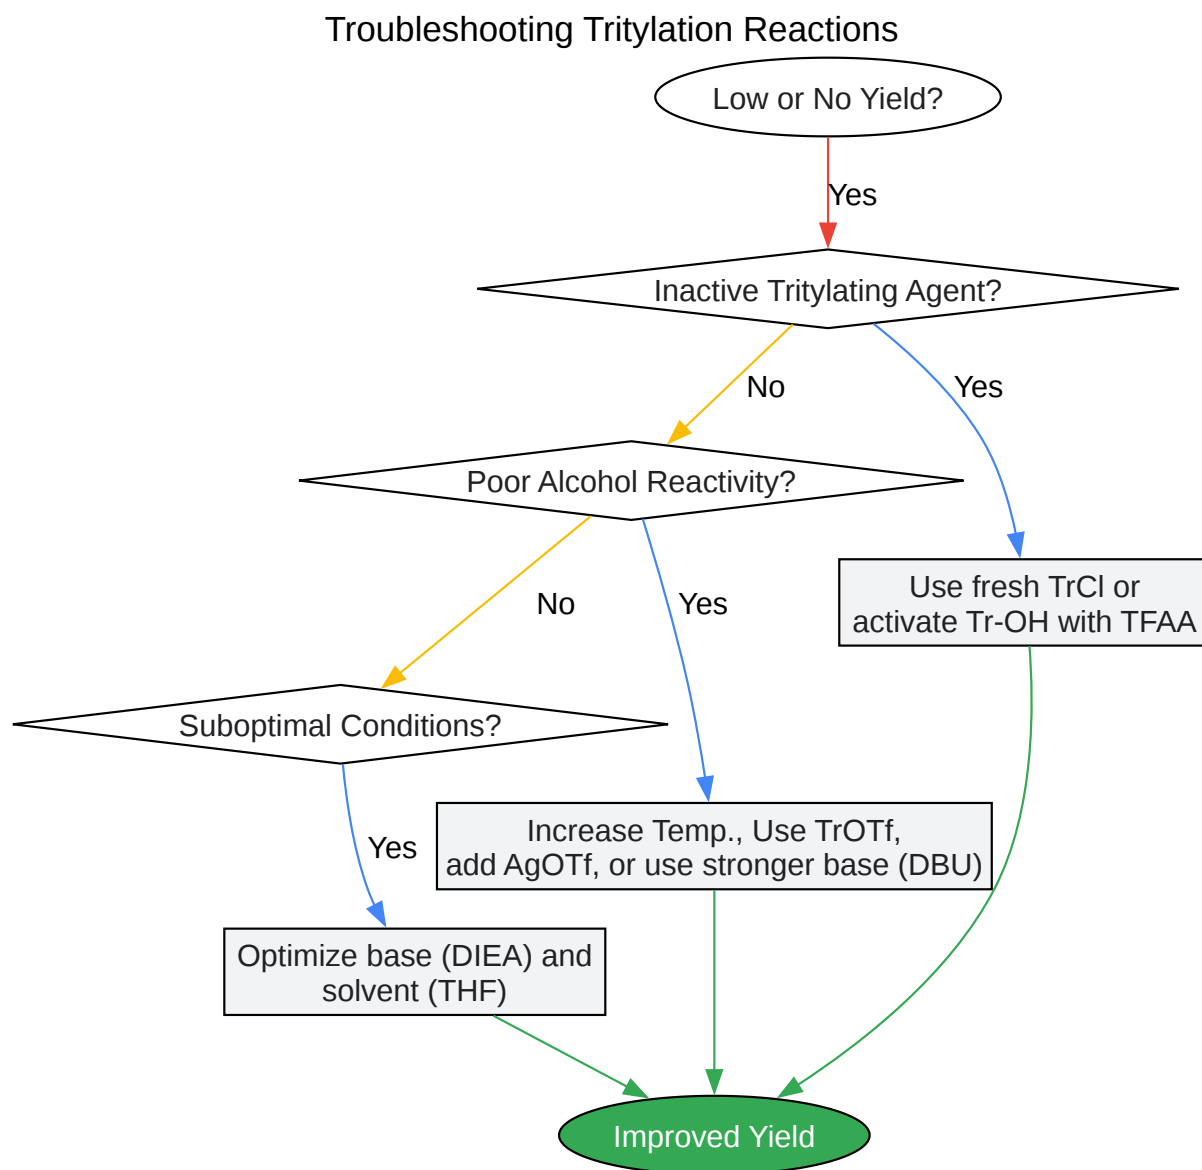 Troubleshooting Tritylation Reactions
Low or No Yield?
Yes
Inactive Tritylating Agent?
No
Yes
Poor Alcohol Reactivity?
Use fresh TrCl or
activate Tr-OH with TFAA
No
Yes
Suboptimal Conditions?
Increase Temp., Use TrOTf,
add AgOTf, or use stronger base (DBU)
Yes
Optimize base (DIEA) and
solvent (THF)
Improved Yield